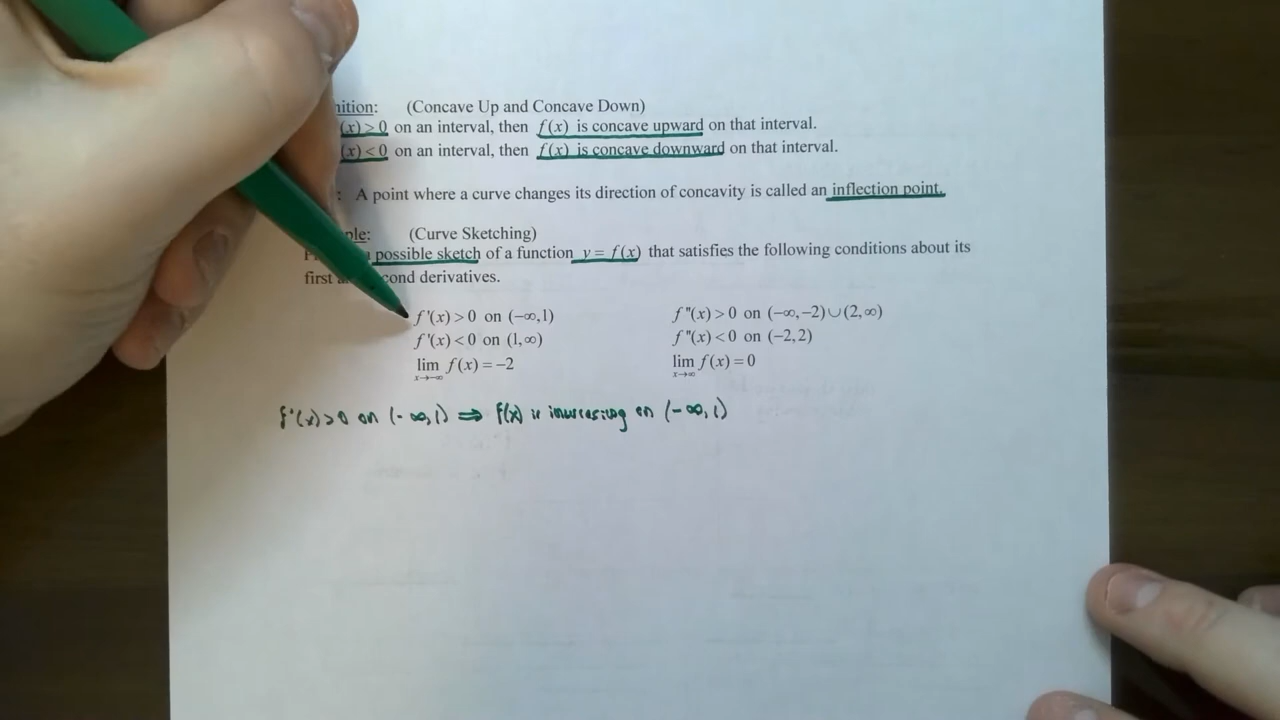 nition: (Concave Up and Concave Down)
(x) > 0 on an interval, then f(x) is concave upward on that interval.
(x) < 0 on an interval, then f(x) is concave downward on that interval.
: A point where a curve changes its direction of concavity is called an inflection point.
ple: (Curve Sketching)
possible sketch of a function y = f(x) that satisfies the following conditions about its
first cond derivatives.
f'(x) > 0 on (−∞,1) f"(x) > 0 on (−∞,−2)∪(2,∞)
f'(x) < 0 on (1,∞) f"(x) < 0 on (−2,2)
lim x→−∞ f(x) = −2 lim x→∞ f(x) = 0
f'(x)>0 on (-∞,1) ⇒ f(x) is increasing on (-∞,1)